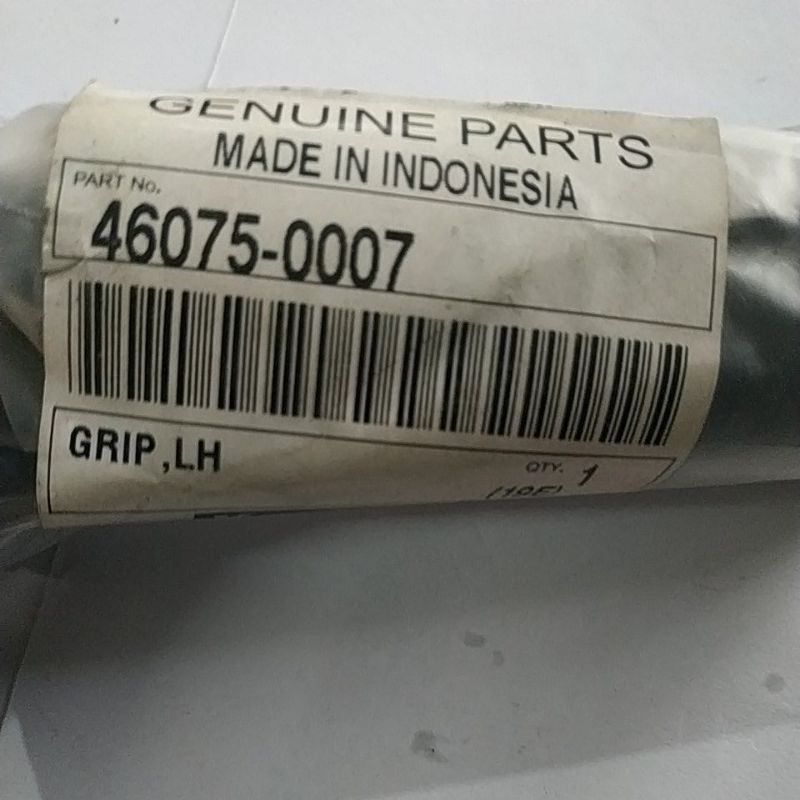 GENUINE PARTS
MADE IN INDONESIA
PART No.
46075-0007
GRIP,LH
QTY. 1